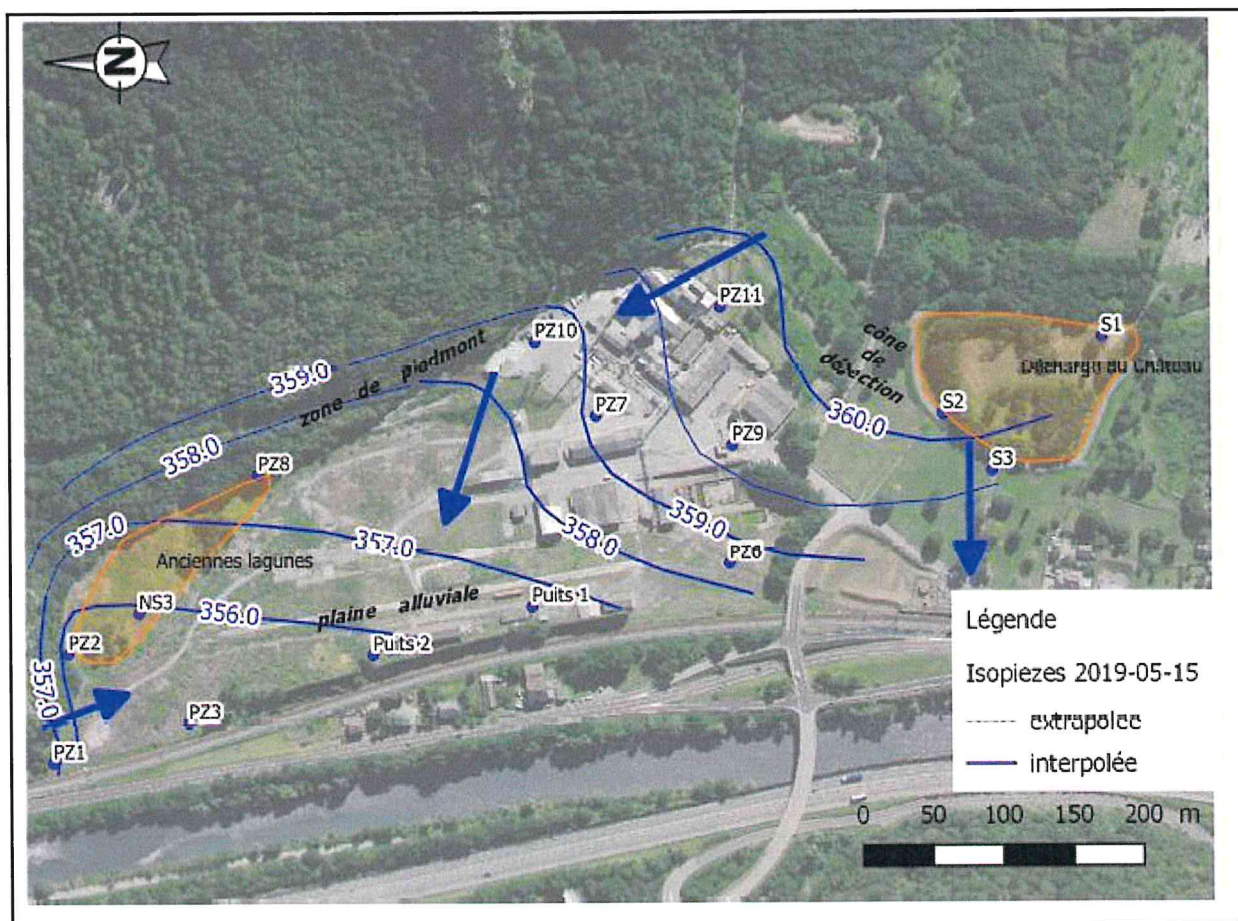 N
PZ11
PZ10
S1
cône
de
déjection
Décharge du Château
359.0
zone de piedmont
358.0
PZ7
S2
360.0
PZ9
S3
PZ8
357.0
359.0
Anciennes lagunes
357.0
358.0
PZ6
NS3
356.0
plaine alluviale
Puits 1
PZ2
Puits 2
357.0
PZ3
PZ1
Légende
Isopiezes 2019-05-15
extrapolée
interpolée
0 50 100 150 200 m